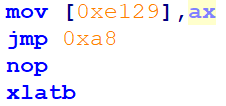 mov [0xe129],ax
jmp 0xa8
nop
xlatb